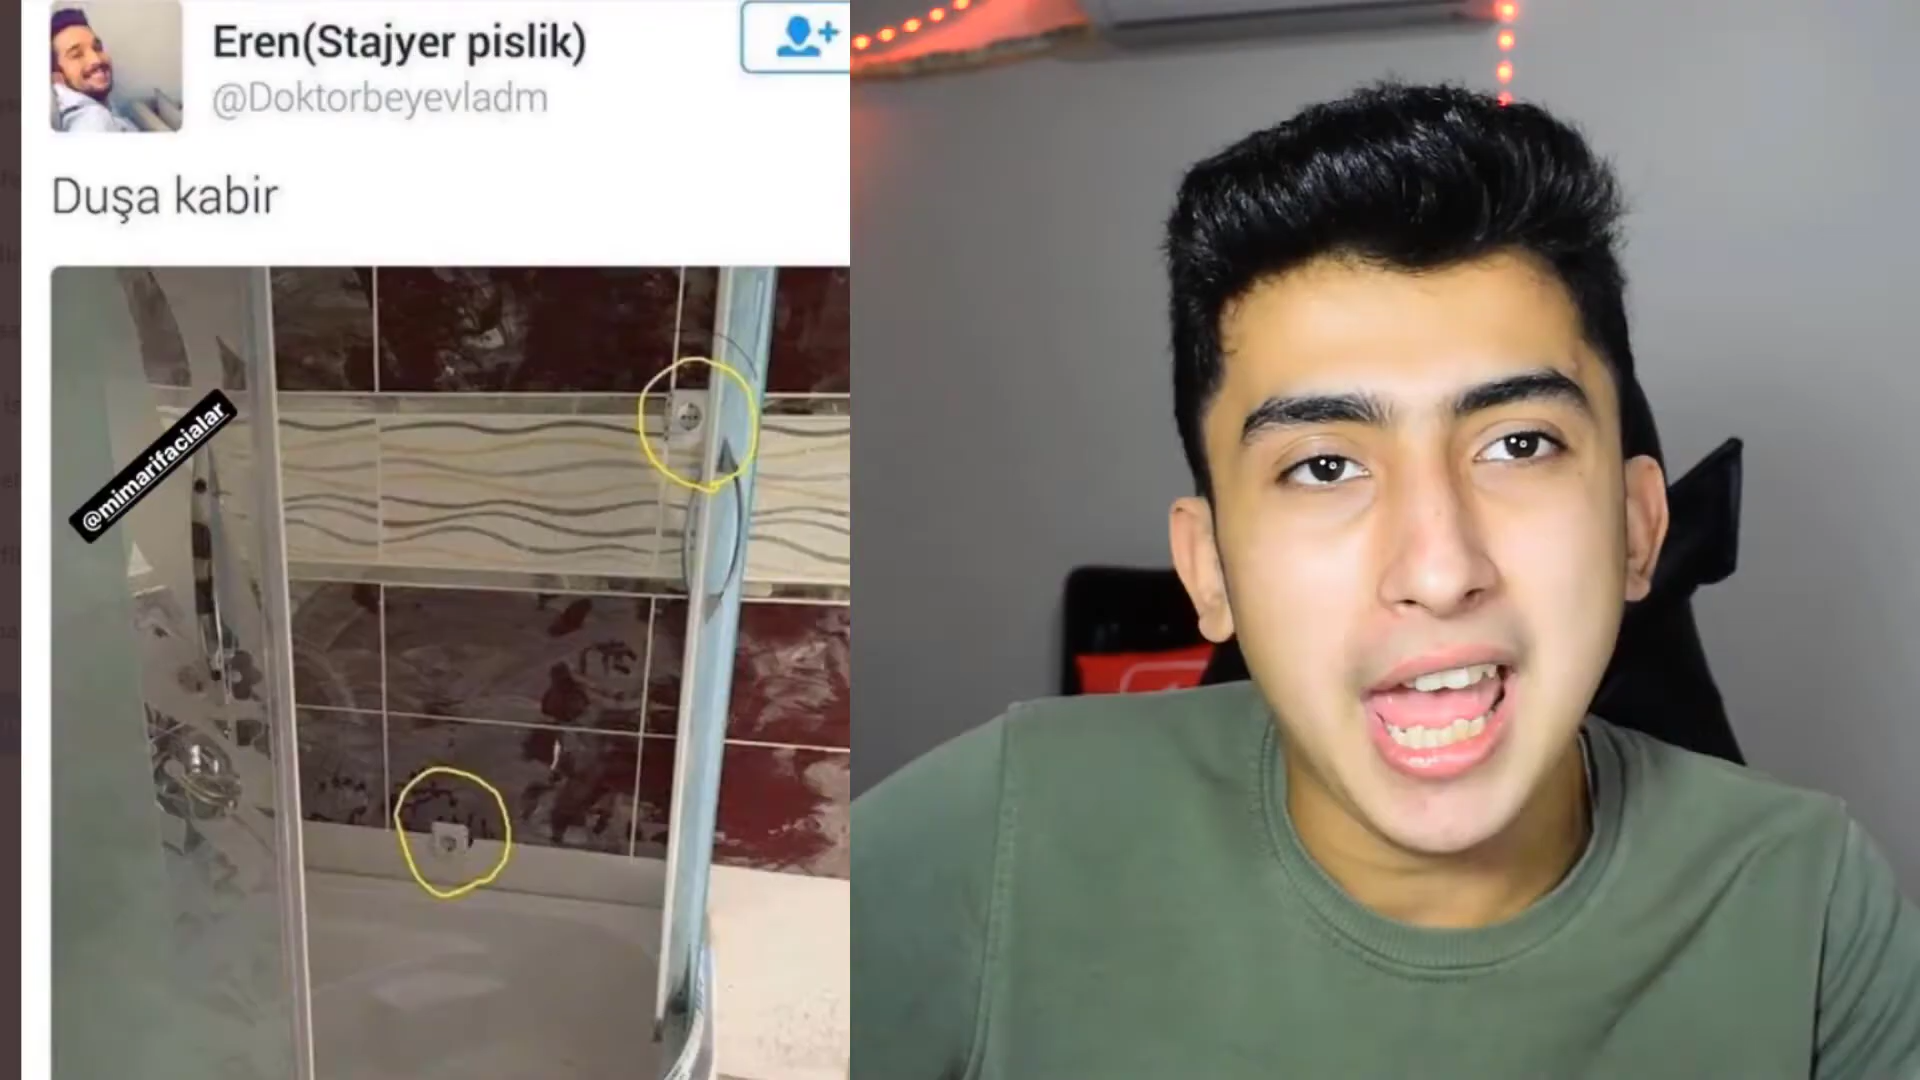 Eren(Stajyer pislik)
@Doktorbeyevladm
Duşa kabir
@mimarifacialar